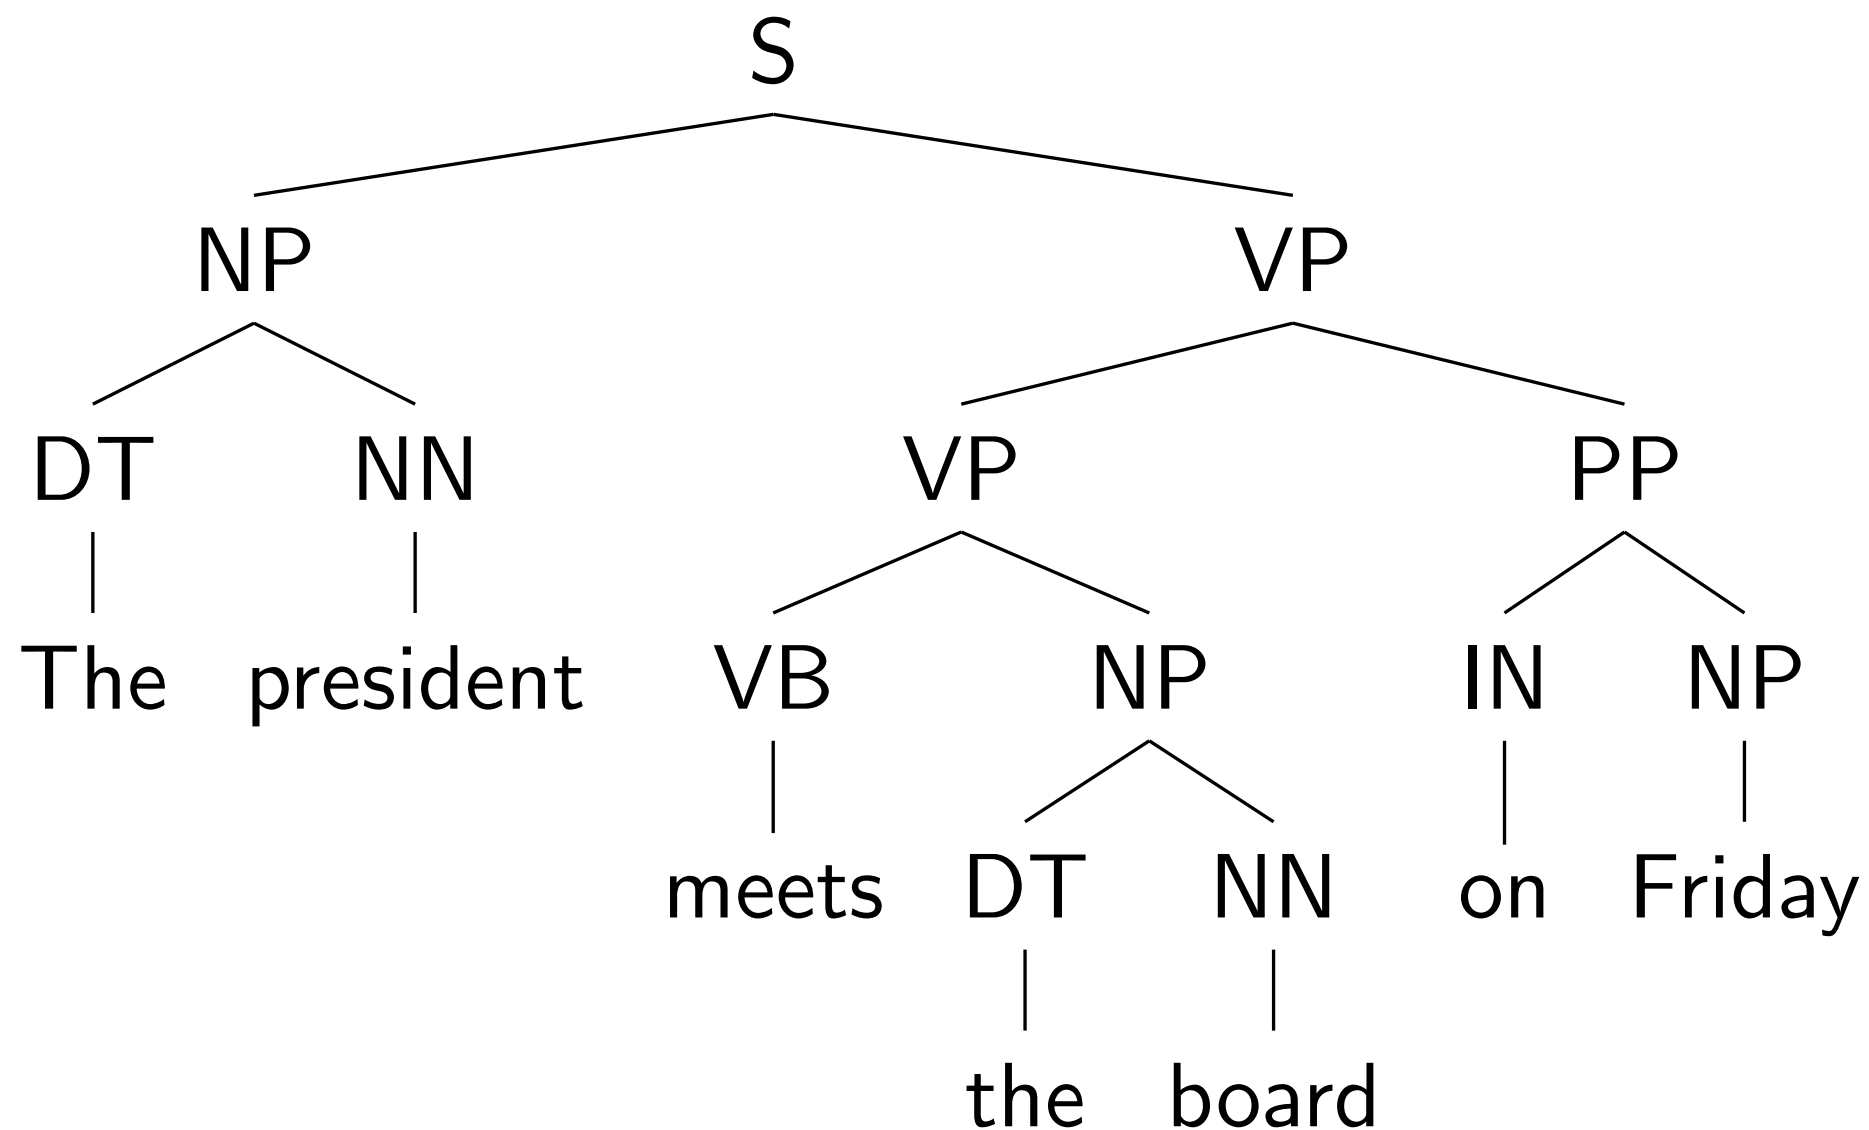 S
NP VP
DT NN VP PP
The president VB NP IN NP
meets DT NN on Friday
the board